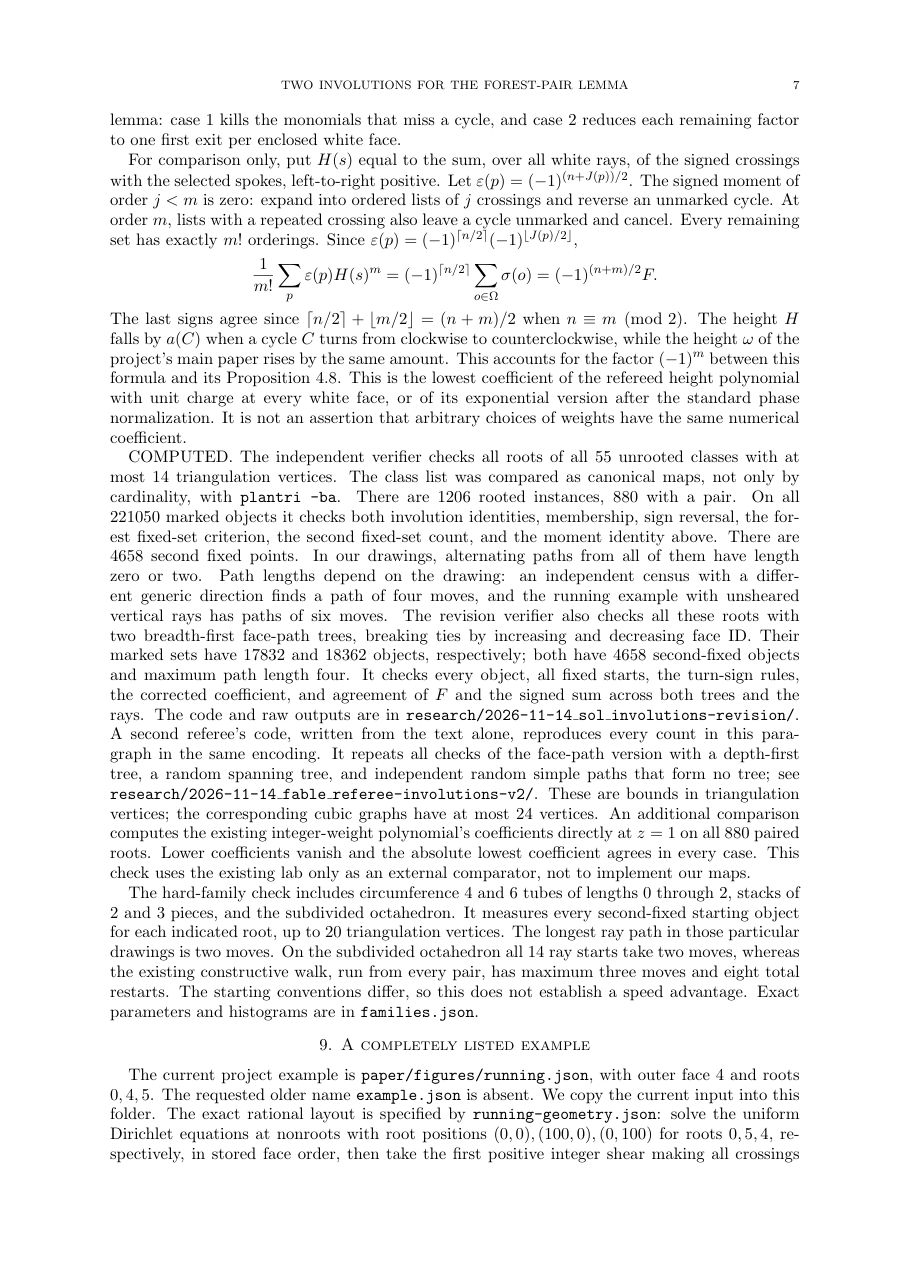 TWO INVOLUTIONS FOR THE FOREST-PAIR LEMMA 7
lemma: case 1 kills the monomials that miss a cycle, and case 2 reduces each remaining factor
to one first exit per enclosed white face.
For comparison only, put H(s) equal to the sum, over all white rays, of the signed crossings
with the selected spokes, left-to-right positive. Let ε(p) = (−1)^{(n+J(p))/2}. The signed moment of
order j < m is zero: expand into ordered lists of j crossings and reverse an unmarked cycle. At
order m, lists with a repeated crossing also leave a cycle unmarked and cancel. Every remaining
set has exactly m! orderings. Since ε(p) = (−1)^{⌈n/2⌉}(−1)^{⌊J(p)/2⌋},
1/m! ∑_p ε(p)H(s)^m = (−1)^{⌈n/2⌉} ∑_{o∈Ω} σ(o) = (−1)^{(n+m)/2}F.
The last signs agree since ⌈n/2⌉ + ⌊m/2⌋ = (n + m)/2 when n ≡ m (mod 2). The height H
falls by a(C) when a cycle C turns from clockwise to counterclockwise, while the height ω of the
project's main paper rises by the same amount. This accounts for the factor (−1)^m between this
formula and its Proposition 4.8. This is the lowest coefficient of the refereed height polynomial
with unit charge at every white face, or of its exponential version after the standard phase
normalization. It is not an assertion that arbitrary choices of weights have the same numerical
coefficient.
COMPUTED. The independent verifier checks all roots of all 55 unrooted classes with at
most 14 triangulation vertices. The class list was compared as canonical maps, not only by
cardinality, with plantri -ba. There are 1206 rooted instances, 880 with a pair. On all
221050 marked objects it checks both involution identities, membership, sign reversal, the for-
est fixed-set criterion, the second fixed-set count, and the moment identity above. There are
4658 second fixed points. In our drawings, alternating paths from all of them have length
zero or two. Path lengths depend on the drawing: an independent census with a differ-
ent generic direction finds a path of four moves, and the running example with unsheared
vertical rays has paths of six moves. The revision verifier also checks all these roots with
two breadth-first face-path trees, breaking ties by increasing and decreasing face ID. Their
marked sets have 17832 and 18362 objects, respectively; both have 4658 second-fixed objects
and maximum path length four. It checks every object, all fixed starts, the turn-sign rules,
the corrected coefficient, and agreement of F and the signed sum across both trees and the
rays. The code and raw outputs are in research/2026-11-14_sol_involutions-revision/.
A second referee's code, written from the text alone, reproduces every count in this para-
graph in the same encoding. It repeats all checks of the face-path version with a depth-first
tree, a random spanning tree, and independent random simple paths that form no tree; see
research/2026-11-14_fable_referee-involutions-v2/. These are bounds in triangulation
vertices; the corresponding cubic graphs have at most 24 vertices. An additional comparison
computes the existing integer-weight polynomial's coefficients directly at z = 1 on all 880 paired
roots. Lower coefficients vanish and the absolute lowest coefficient agrees in every case. This
check uses the existing lab only as an external comparator, not to implement our maps.
The hard-family check includes circumference 4 and 6 tubes of lengths 0 through 2, stacks of
2 and 3 pieces, and the subdivided octahedron. It measures every second-fixed starting object
for each indicated root, up to 20 triangulation vertices. The longest ray path in those particular
drawings is two moves. On the subdivided octahedron all 14 ray starts take two moves, whereas
the existing constructive walk, run from every pair, has maximum three moves and eight total
restarts. The starting conventions differ, so this does not establish a speed advantage. Exact
parameters and histograms are in families.json.
9. A COMPLETELY LISTED EXAMPLE
The current project example is paper/figures/running.json, with outer face 4 and roots
0, 4, 5. The requested older name example.json is absent. We copy the current input into this
folder. The exact rational layout is specified by running-geometry.json: solve the uniform
Dirichlet equations at nonroots with root positions (0, 0), (100, 0), (0, 100) for roots 0, 5, 4, re-
spectively, in stored face order, then take the first positive integer shear making all crossings